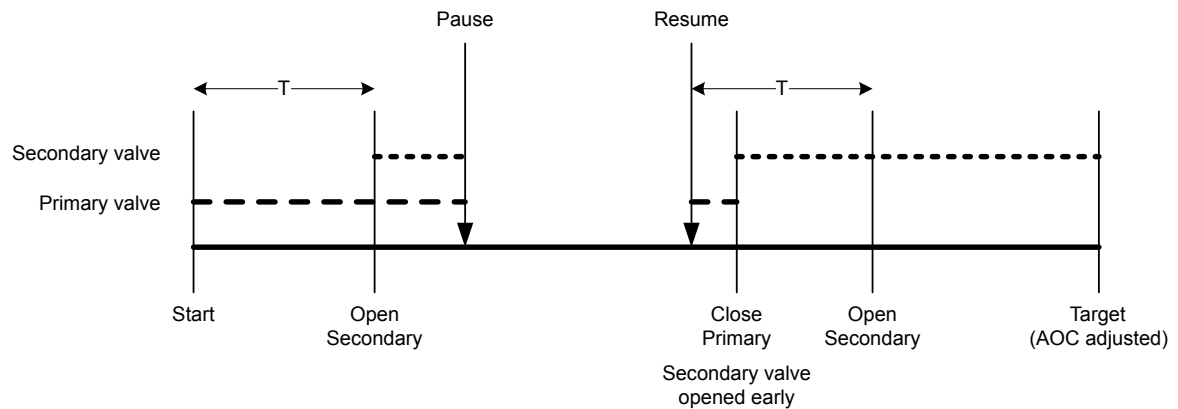 Pause
Resume
T
T
Secondary valve
Primary valve
Start
Open
Secondary
Close
Primary
Secondary valve
opened early
Open
Secondary
Target
(AOC adjusted)